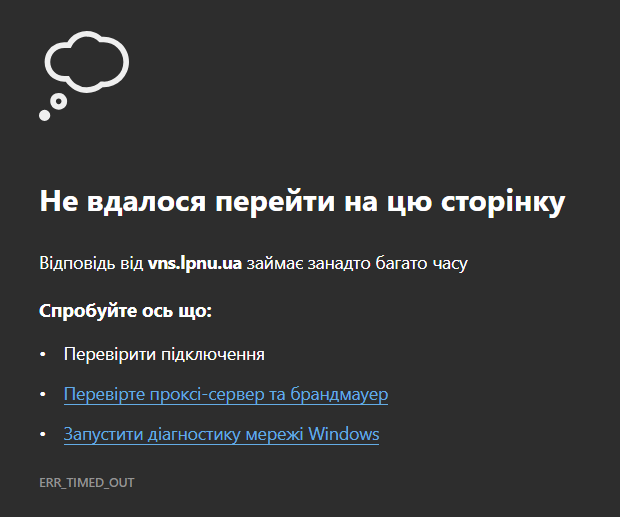 Не вдалося перейти на цю сторінку
Відповідь від vns.lpnu.ua займає занадто багато часу
Спробуйте ось що:
• Перевірити підключення
• Перевірте проксі-сервер та брандмауер
• Запустити діагностику мережі Windows
ERR_TIMED_OUT